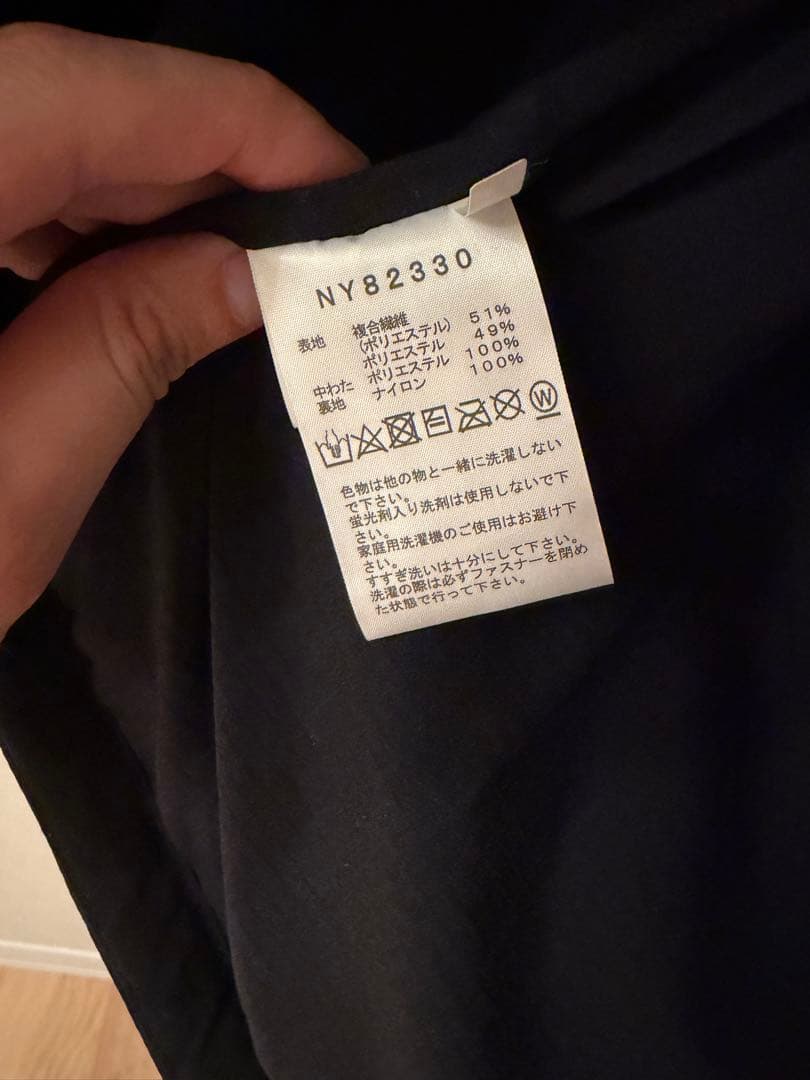 NY82330
表地 複合繊維
(ポリエステル) 51%
ポリエステル 49%
中わた ポリエステル 100%
裏地 ナイロン 100%
W
色物は他の物と一緒に洗濯しない
で下さい。
蛍光剤入り洗剤は使用しないで下
さい。
家庭用洗濯機のご使用はお避け下
さい。
すすぎ洗いは十分にして下さい。
洗濯の際は必ずファスナーを閉め
た状態で行って下さい。